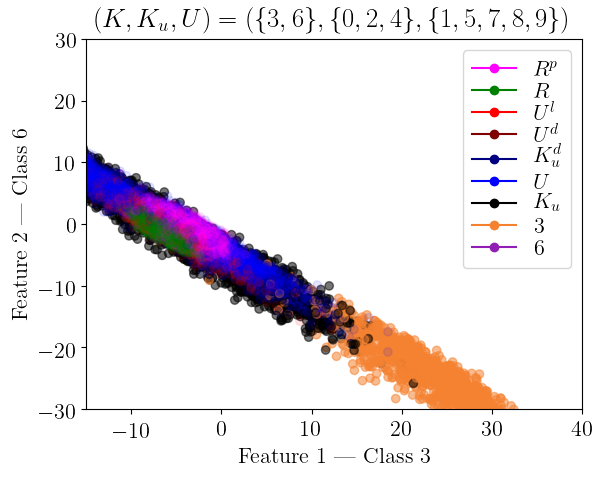 (K, K_u, U) = ({3, 6}, {0, 2, 4}, {1, 5, 7, 8, 9})
30
20
10
0
−10
−20
−30
Feature 2 — Class 6
R^p
R
U^l
U^d
K_u^d
U
K_u
3
6
−10
0
10
20
30
40
Feature 1 — Class 3